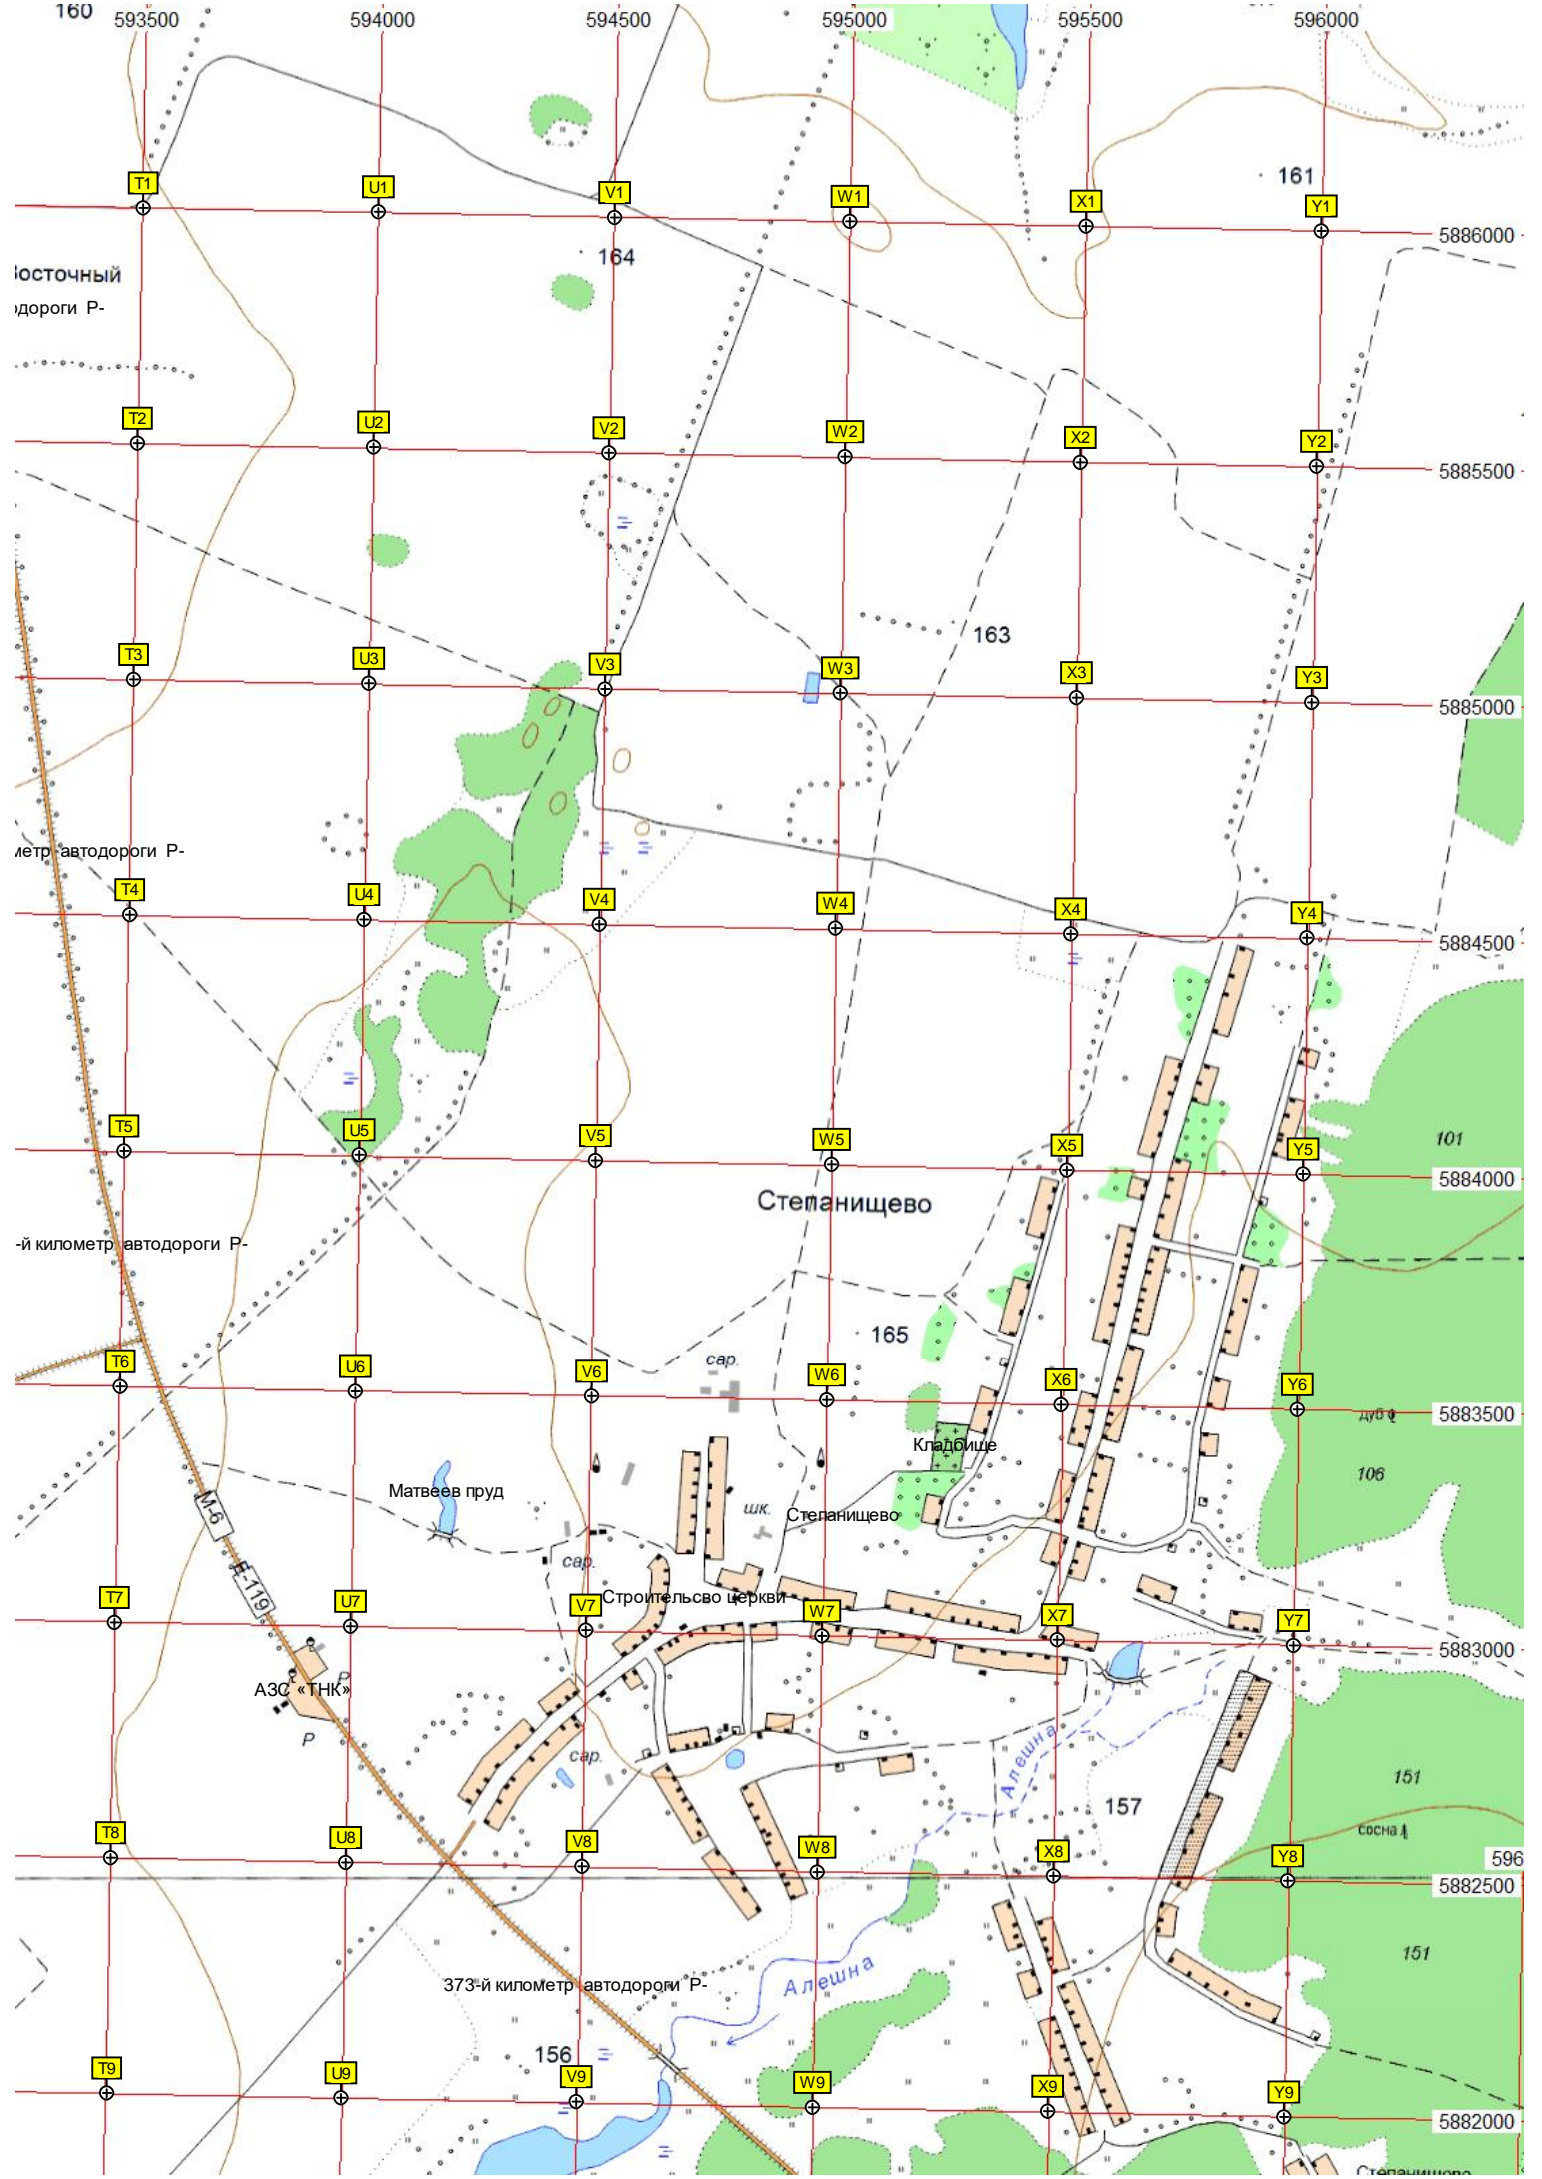 160
593500 594000 594500 595000 595500 596000
T1 U1 V1 W1 X1 Y1
161
5886000
164
Восточный
одороги Р-
T2 U2 V2 W2 X2 Y2
5885500
163
T3 U3 V3 W3 X3 Y3
5885000
метр автодороги Р-
T4 U4 V4 W4 X4 Y4
5884500
T5 U5 V5 W5 X5 Y5
101
5884000
Степанищево
-й километр автодороги Р-
165
сар.
T6 U6 V6 W6 X6 Y6
5883500
дуб
Кладбище
106
Матвеев пруд
М-6
шк.
Степанищево
сар.
Е-119
Строительсво церкви
T7 U7 V7 W7 X7 Y7
5883000
Р
АЗС «ТНК»
Р
сар.
Алешна
151
157
сосна
T8 U8 V8 W8 X8 Y8
596
5882500
151
373-й километр автодороги Р-
Алешна
156
T9 U9 V9 W9 X9 Y9
5882000
Степанищево